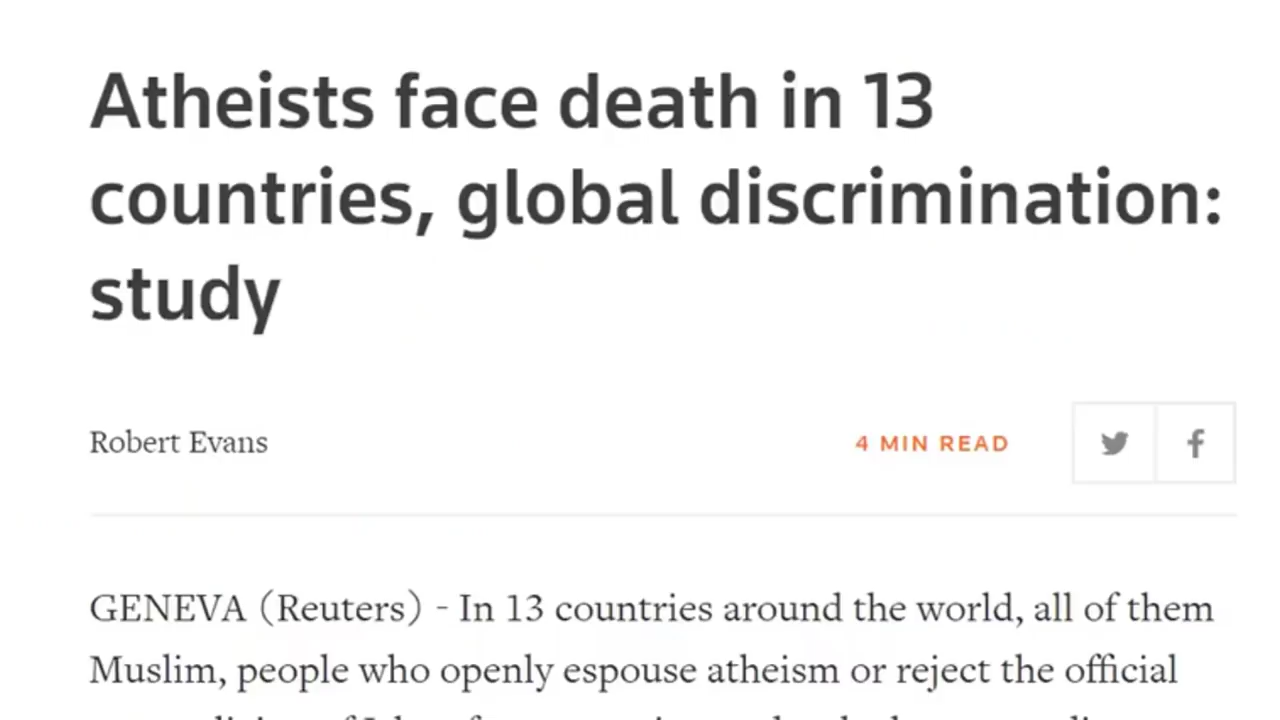 Atheists face death in 13
countries, global discrimination:
study
Robert Evans
4 MIN READ
GENEVA (Reuters) - In 13 countries around the world, all of them
Muslim, people who openly espouse atheism or reject the official